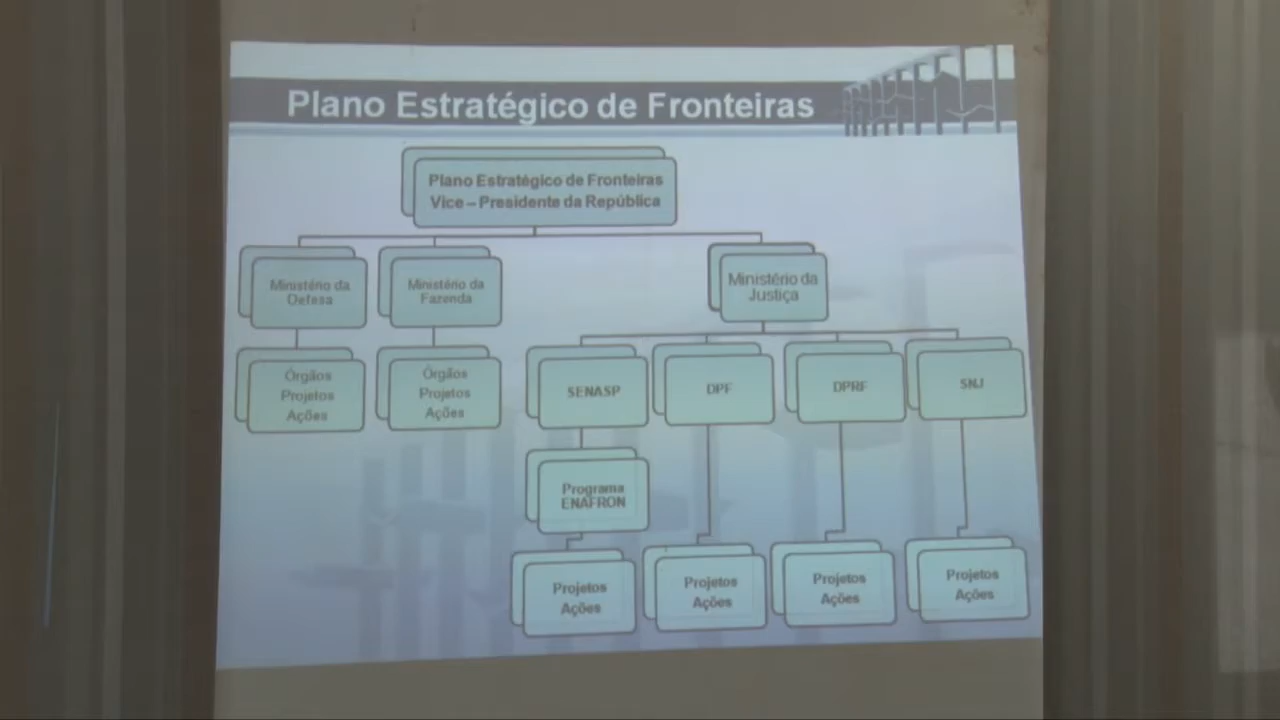 Plano Estratégico de Fronteiras
Plano Estratégico de Fronteiras
Vice – Presidente da República
Ministério da
Defesa
Ministério da
Fazenda
Ministério da
Justiça
Órgãos
Projetos
Ações
Órgãos
Projetos
Ações
SENASP
DPF
DPRF
SNJ
Programa
ENAFRON
Projetos
Ações
Projetos
Ações
Projetos
Ações
Projetos
Ações